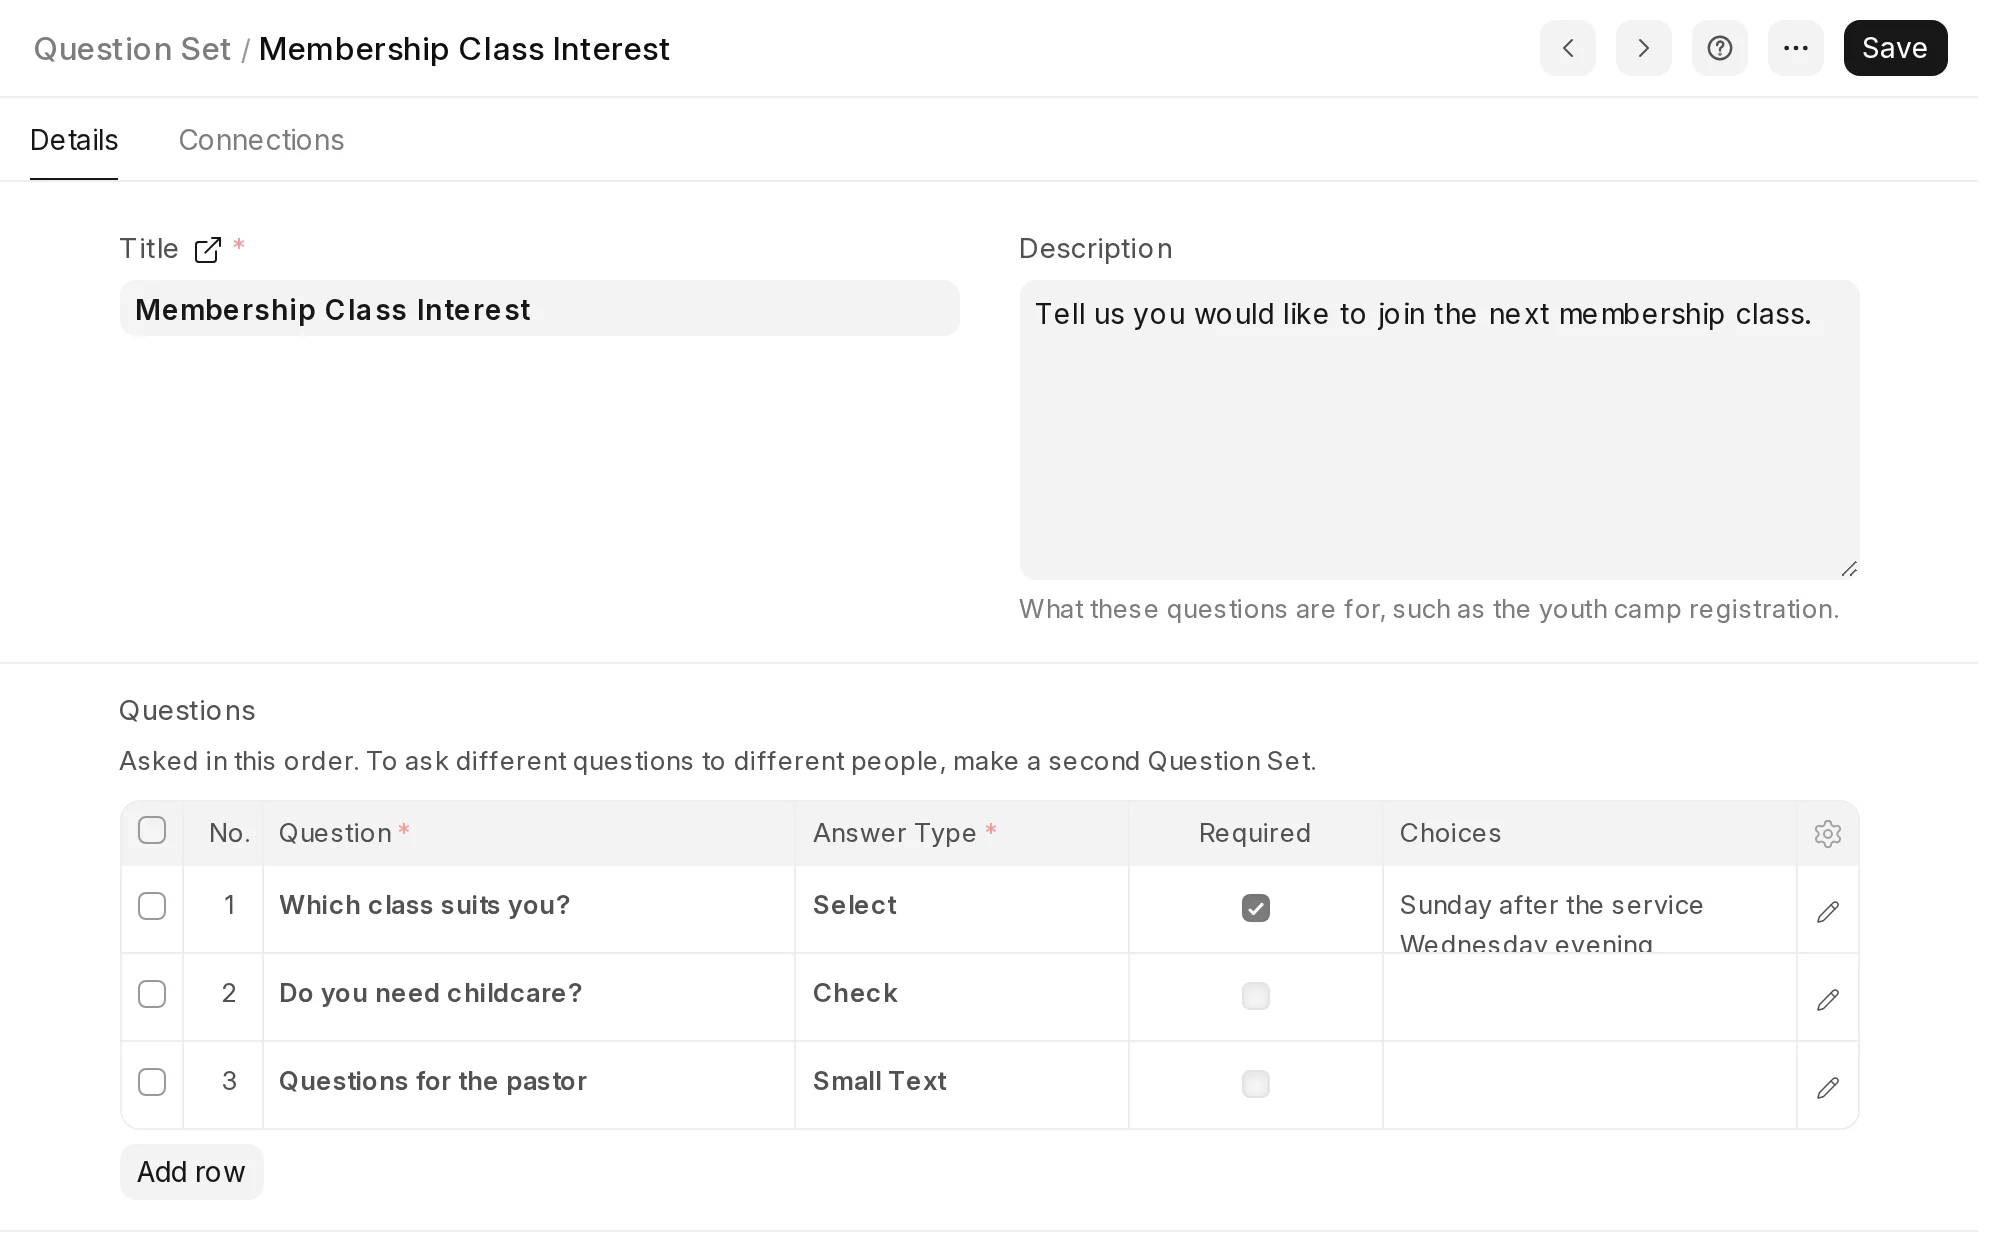 Question Set / Membership Class Interest
Save
Details
Connections
Title *
Membership Class Interest
Description
Tell us you would like to join the next membership class.
What these questions are for, such as the youth camp registration.
Questions
Asked in this order. To ask different questions to different people, make a second Question Set.
No. Question * Answer Type * Required Choices
1 Which class suits you? Select Sunday after the service
Wednesday evening
2 Do you need childcare? Check
3 Questions for the pastor Small Text
Add row